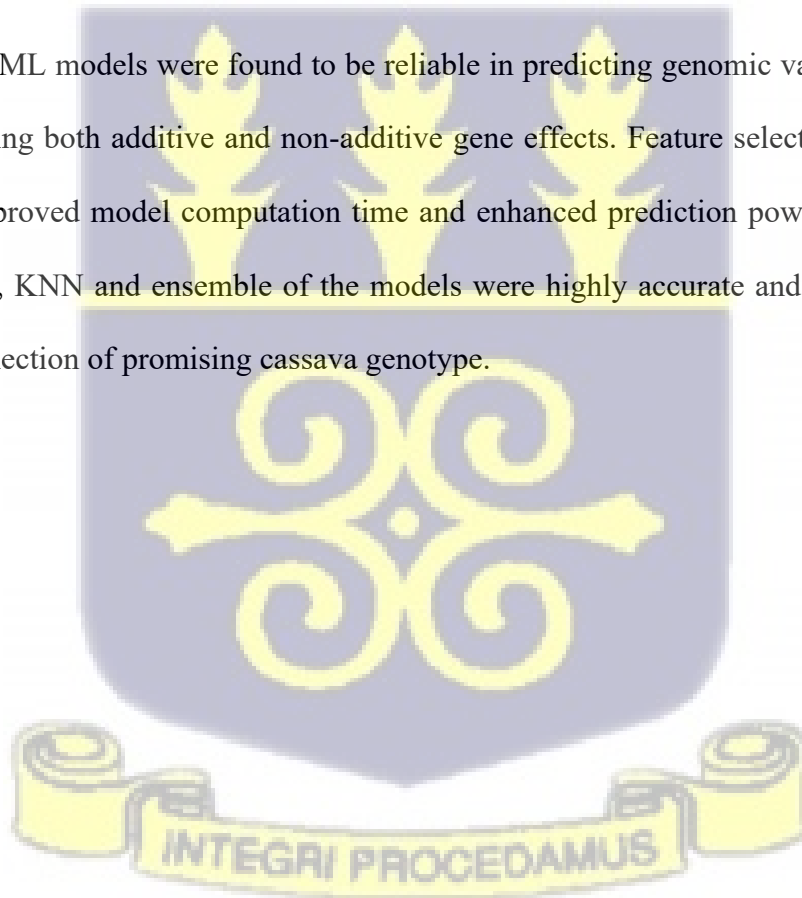 ML models were found to be reliable in predicting genomic va
ing both additive and non-additive gene effects. Feature select
proved model computation time and enhanced prediction pow
, KNN and ensemble of the models were highly accurate and
ection of promising cassava genotype.
INTEGRI PROCEDAMUS